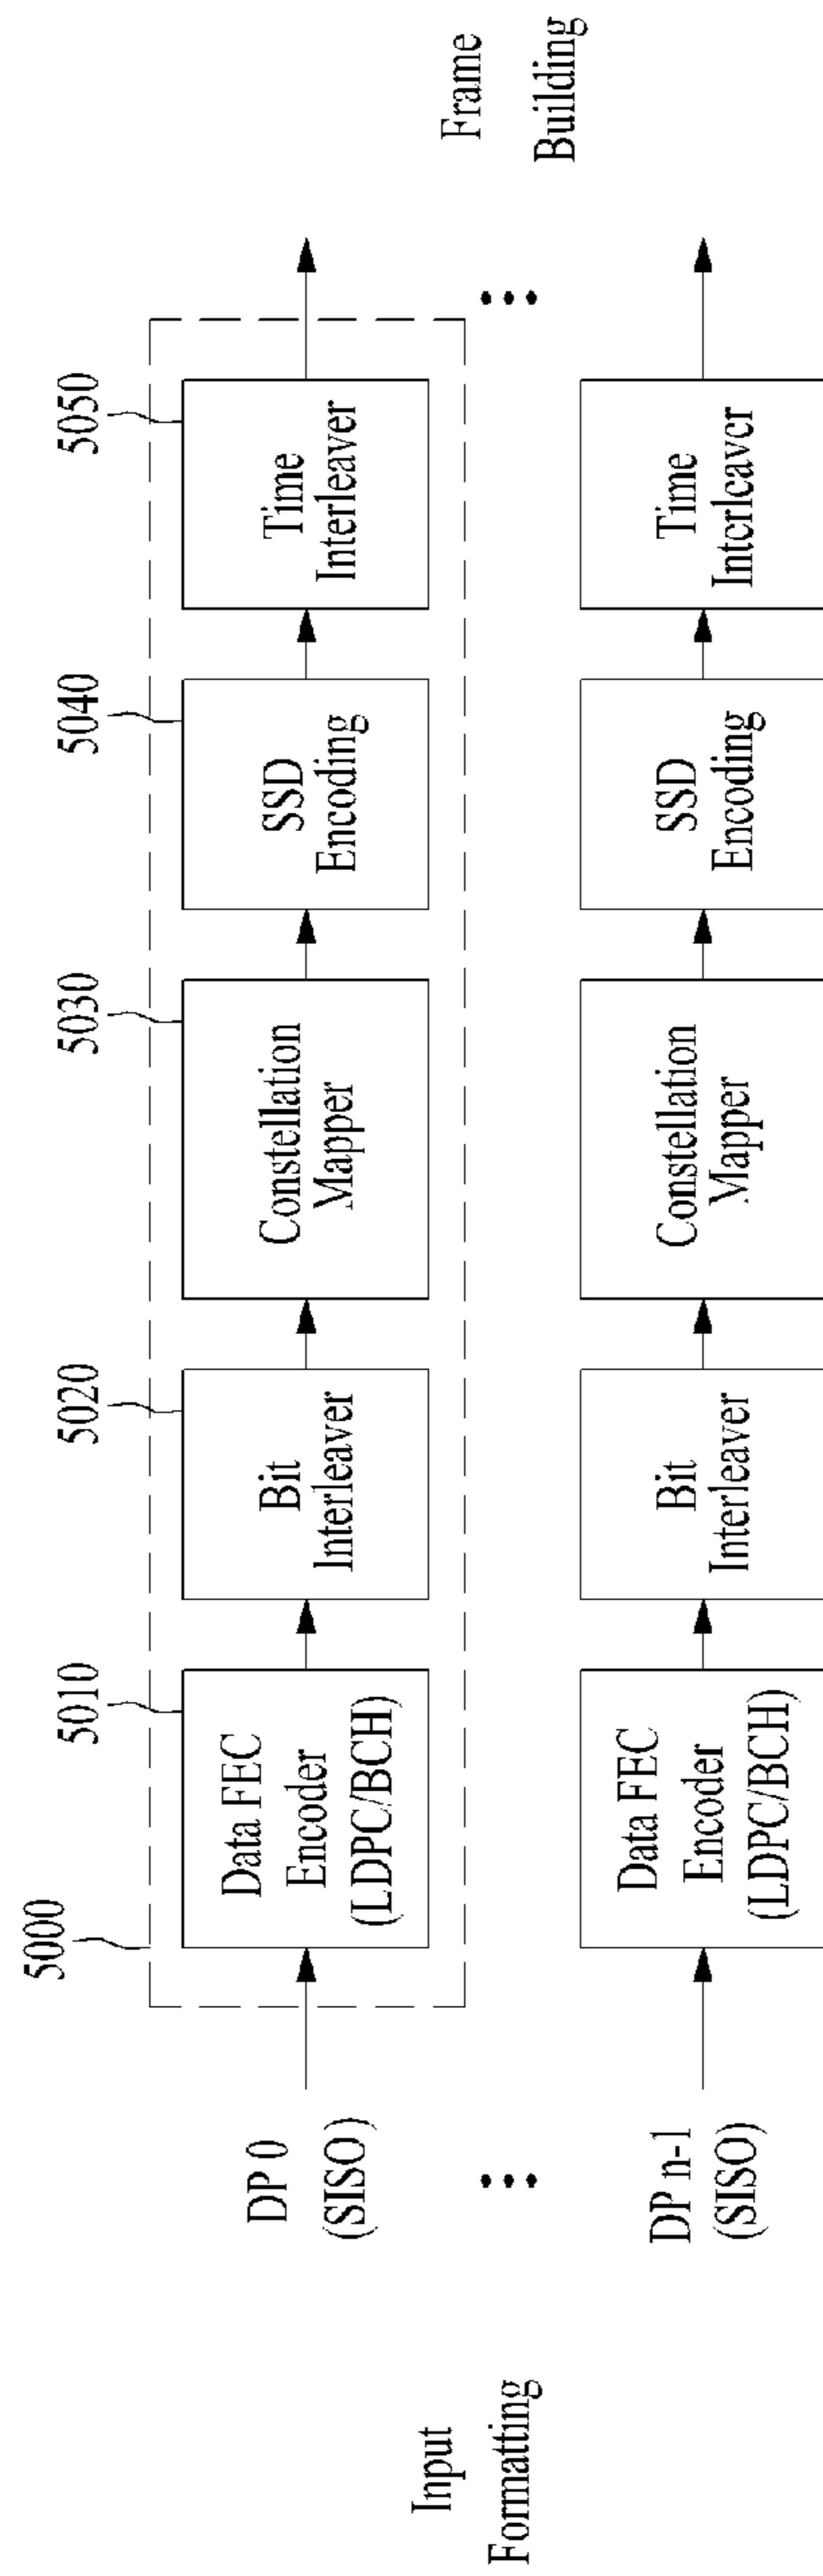 Input
Formatting
DP 0
(SISO)
5000
5010
Data FEC
Encoder
(LDPC/BCH)
5020
Bit
Interleaver
5030
Constellation
Mapper
5040
SSD
Encoding
5050
Time
Interleaver
DP n-1
(SISO)
Data FEC
Encoder
(LDPC/BCH)
Bit
Interleaver
Constellation
Mapper
SSD
Encoding
Time
Interleaver
Frame
Building